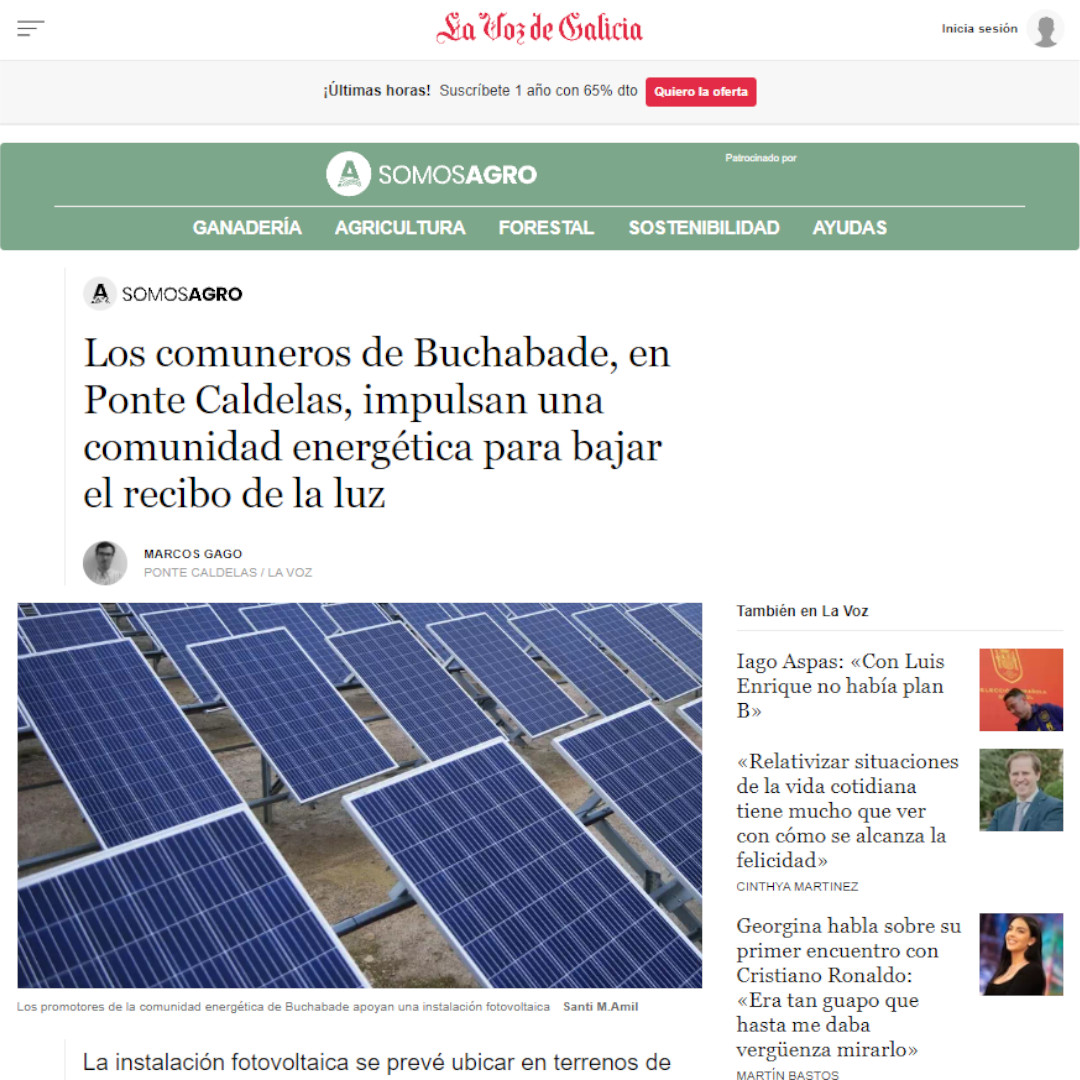 La Voz de Galicia
Inicia sesión
¡Últimas horas! Suscríbete 1 año con 65% dto Quiero la oferta
Patrocinado por
A SOMOSAGRO
GANADERÍA AGRICULTURA FORESTAL SOSTENIBILIDAD AYUDAS
A SOMOSAGRO
Los comuneros de Buchabade, en
Ponte Caldelas, impulsan una
comunidad energética para bajar
el recibo de la luz
MARCOS GAGO
PONTE CALDELAS / LA VOZ
Los promotores de la comunidad energética de Buchabade apoyan una instalación fotovoltaica Santi M.Amil
La instalación fotovoltaica se prevé ubicar en terrenos de
También en La Voz
Iago Aspas: «Con Luis
Enrique no había plan
B»
«Relativizar situaciones
de la vida cotidiana
tiene mucho que ver
con cómo se alcanza la
felicidad»
CINTHYA MARTINEZ
Georgina habla sobre su
primer encuentro con
Cristiano Ronaldo:
«Era tan guapo que
hasta me daba
vergüenza mirarlo»
MARTÍN BASTOS